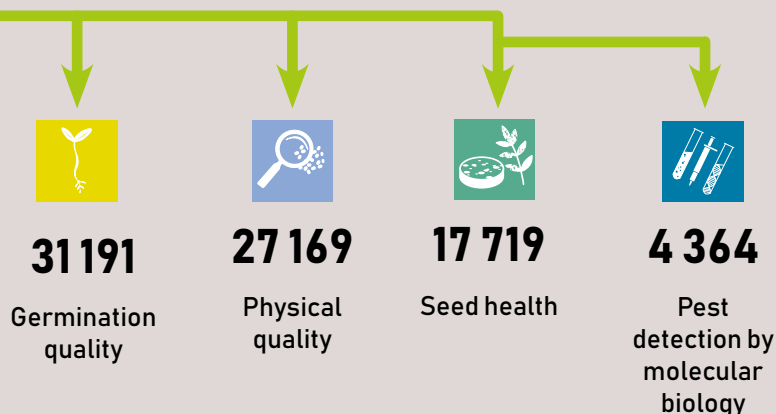 31 191
Germination
quality
27 169
Physical
quality
17 719
Seed health
4 364
Pest
detection by
molecular
biology